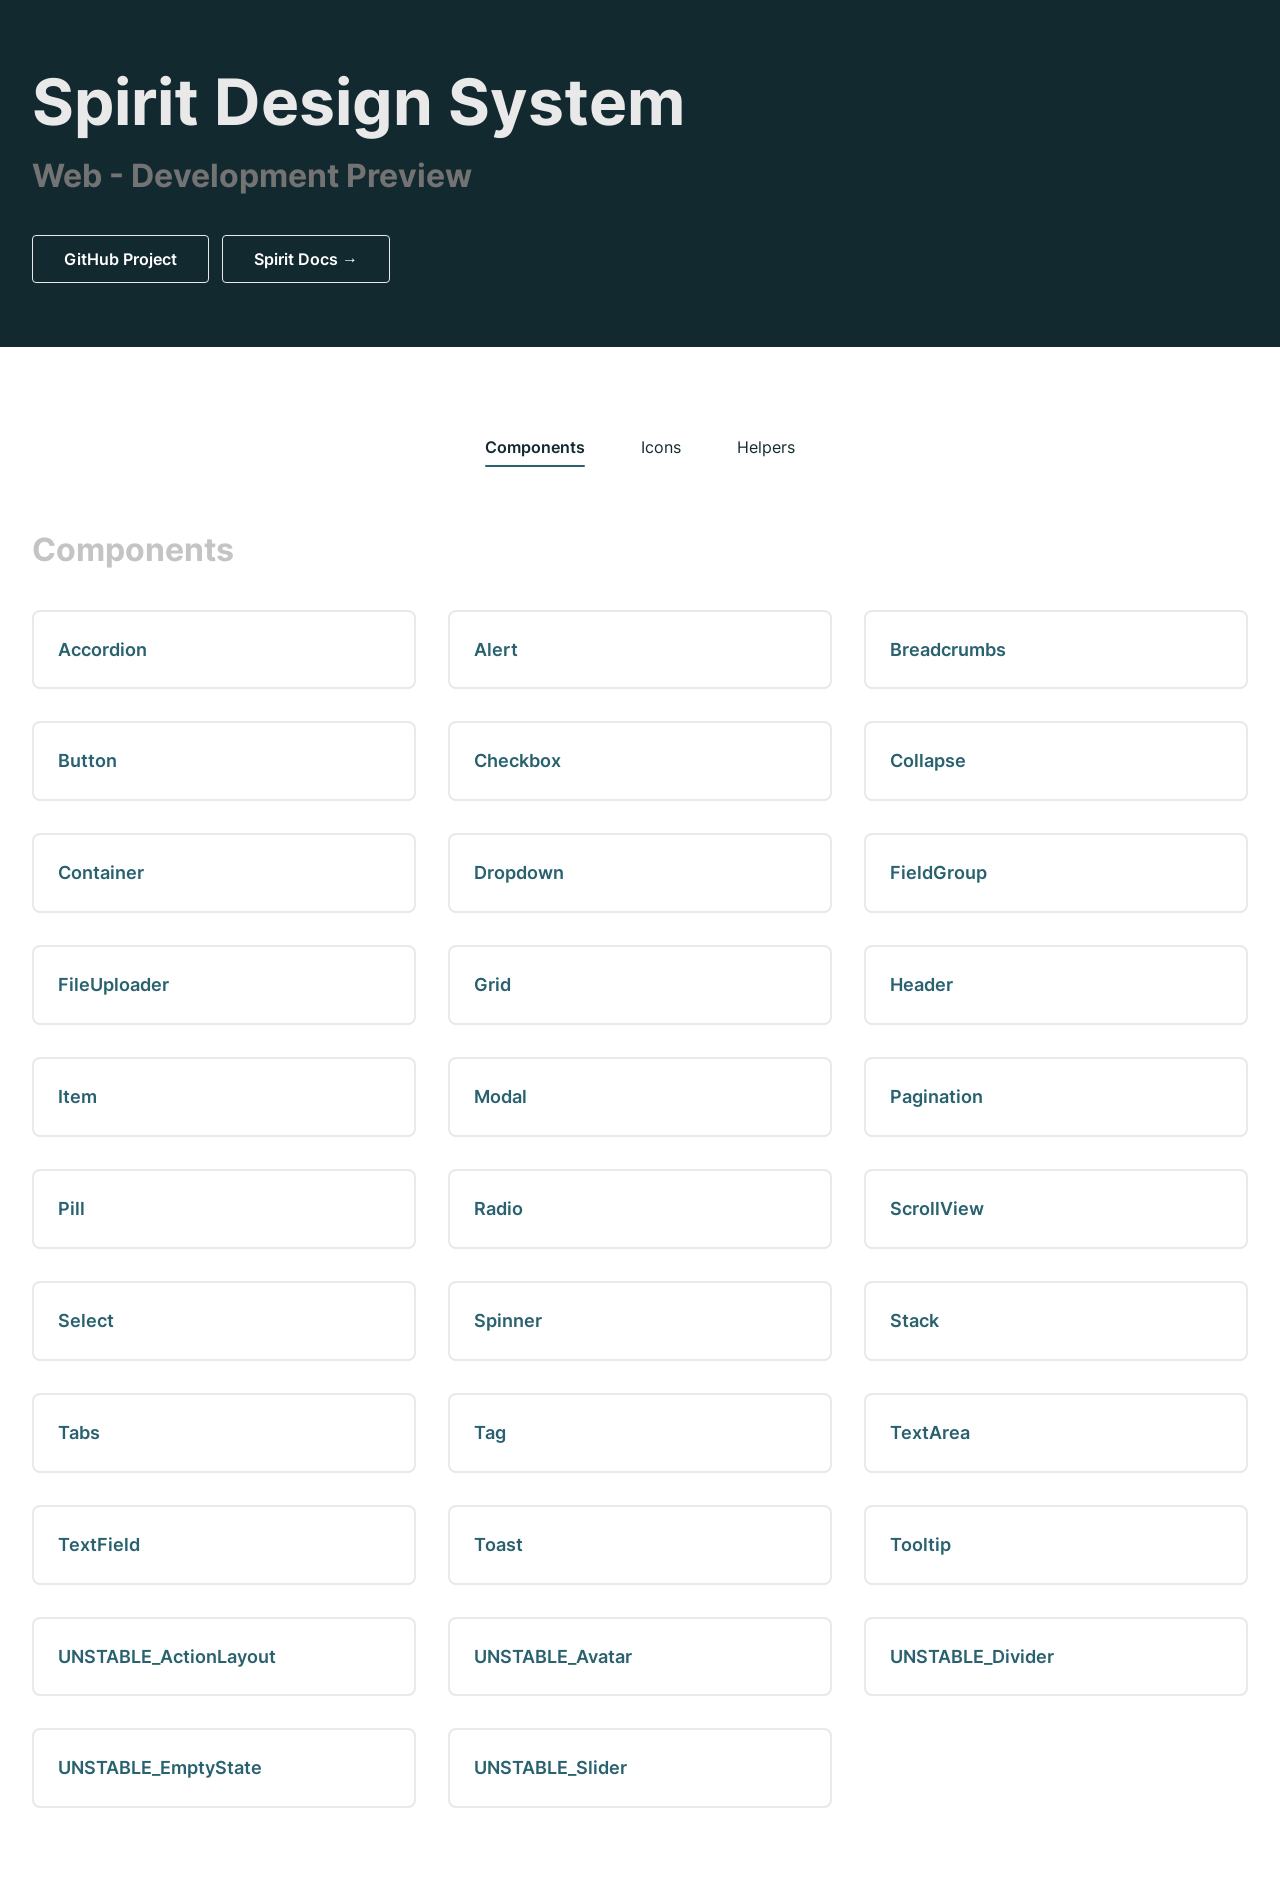 Spirit Design System
Web - Development Preview
GitHub Project
Spirit Docs →
Components
Icons
Helpers
Components
Accordion
Alert
Breadcrumbs
Button
Checkbox
Collapse
Container
Dropdown
FieldGroup
FileUploader
Grid
Header
Item
Modal
Pagination
Pill
Radio
ScrollView
Select
Spinner
Stack
Tabs
Tag
TextArea
TextField
Toast
Tooltip
UNSTABLE_ActionLayout
UNSTABLE_Avatar
UNSTABLE_Divider
UNSTABLE_EmptyState
UNSTABLE_Slider